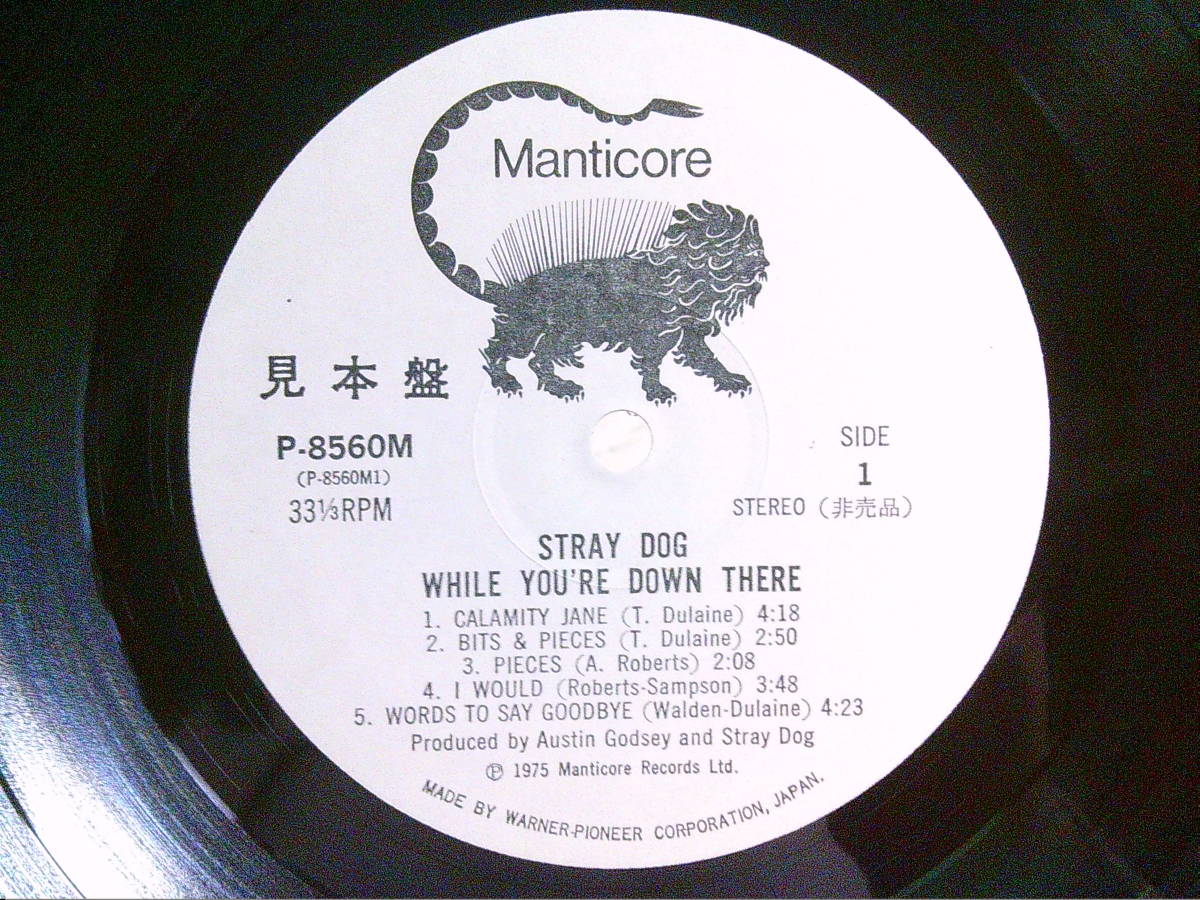 Manticore
見本盤
P-8560M
(P-8560M1)
33⅓RPM
SIDE
1
STEREO (非売品)
STRAY DOG
WHILE YOU'RE DOWN THERE
1. CALAMITY JANE (T. Dulaine) 4:18
2. BITS & PIECES (T. Dulaine) 2:50
3. PIECES (A. Roberts) 2:08
4. I WOULD (Roberts-Sampson) 3:48
5. WORDS TO SAY GOODBYE (Walden-Dulaine) 4:23
Produced by Austin Godsey and Stray Dog
℗ 1975 Manticore Records Ltd.
MADE BY WARNER-PIONEER CORPORATION, JAPAN.